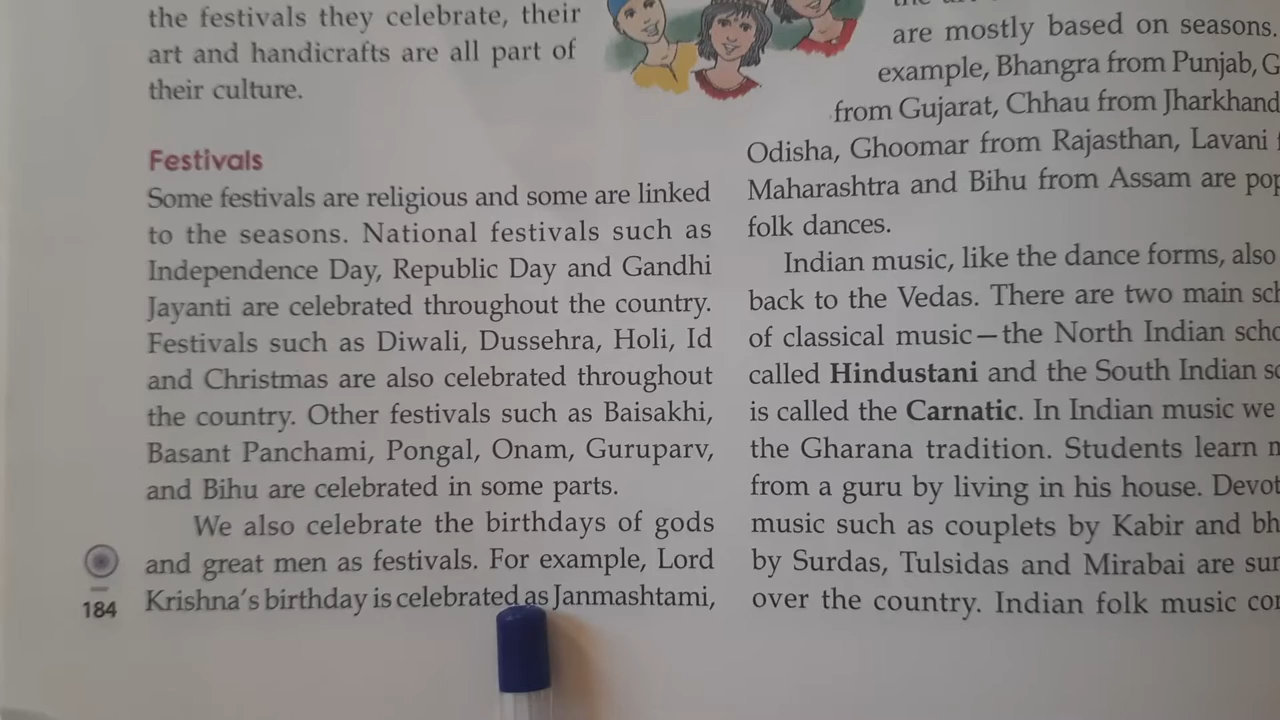 the festivals they celebrate, their
art and handicrafts are all part of
their culture.
Festivals
Some festivals are religious and some are linked
to the seasons. National festivals such as
Independence Day, Republic Day and Gandhi
Jayanti are celebrated throughout the country.
Festivals such as Diwali, Dussehra, Holi, Id
and Christmas are also celebrated throughout
the country. Other festivals such as Baisakhi,
Basant Panchami, Pongal, Onam, Guruparv,
and Bihu are celebrated in some parts.
We also celebrate the birthdays of gods
and great men as festivals. For example, Lord
Krishna's birthday is celebrated as Janmashtami,
184
are mostly based on seasons.
example, Bhangra from Punjab,
from Gujarat, Chhau from Jharkhand
Odisha, Ghoomar from Rajasthan, Lavani
Maharashtra and Bihu from Assam are
folk dances.
Indian music, like the dance forms, also
back to the Vedas. There are two main
of classical music—the North Indian
called Hindustani and the South Indian
is called the Carnatic. In Indian music we
the Gharana tradition. Students learn
from a guru by living in his house.
music such as couplets by Kabir and
by Surdas, Tulsidas and Mirabai are
over the country. Indian folk music